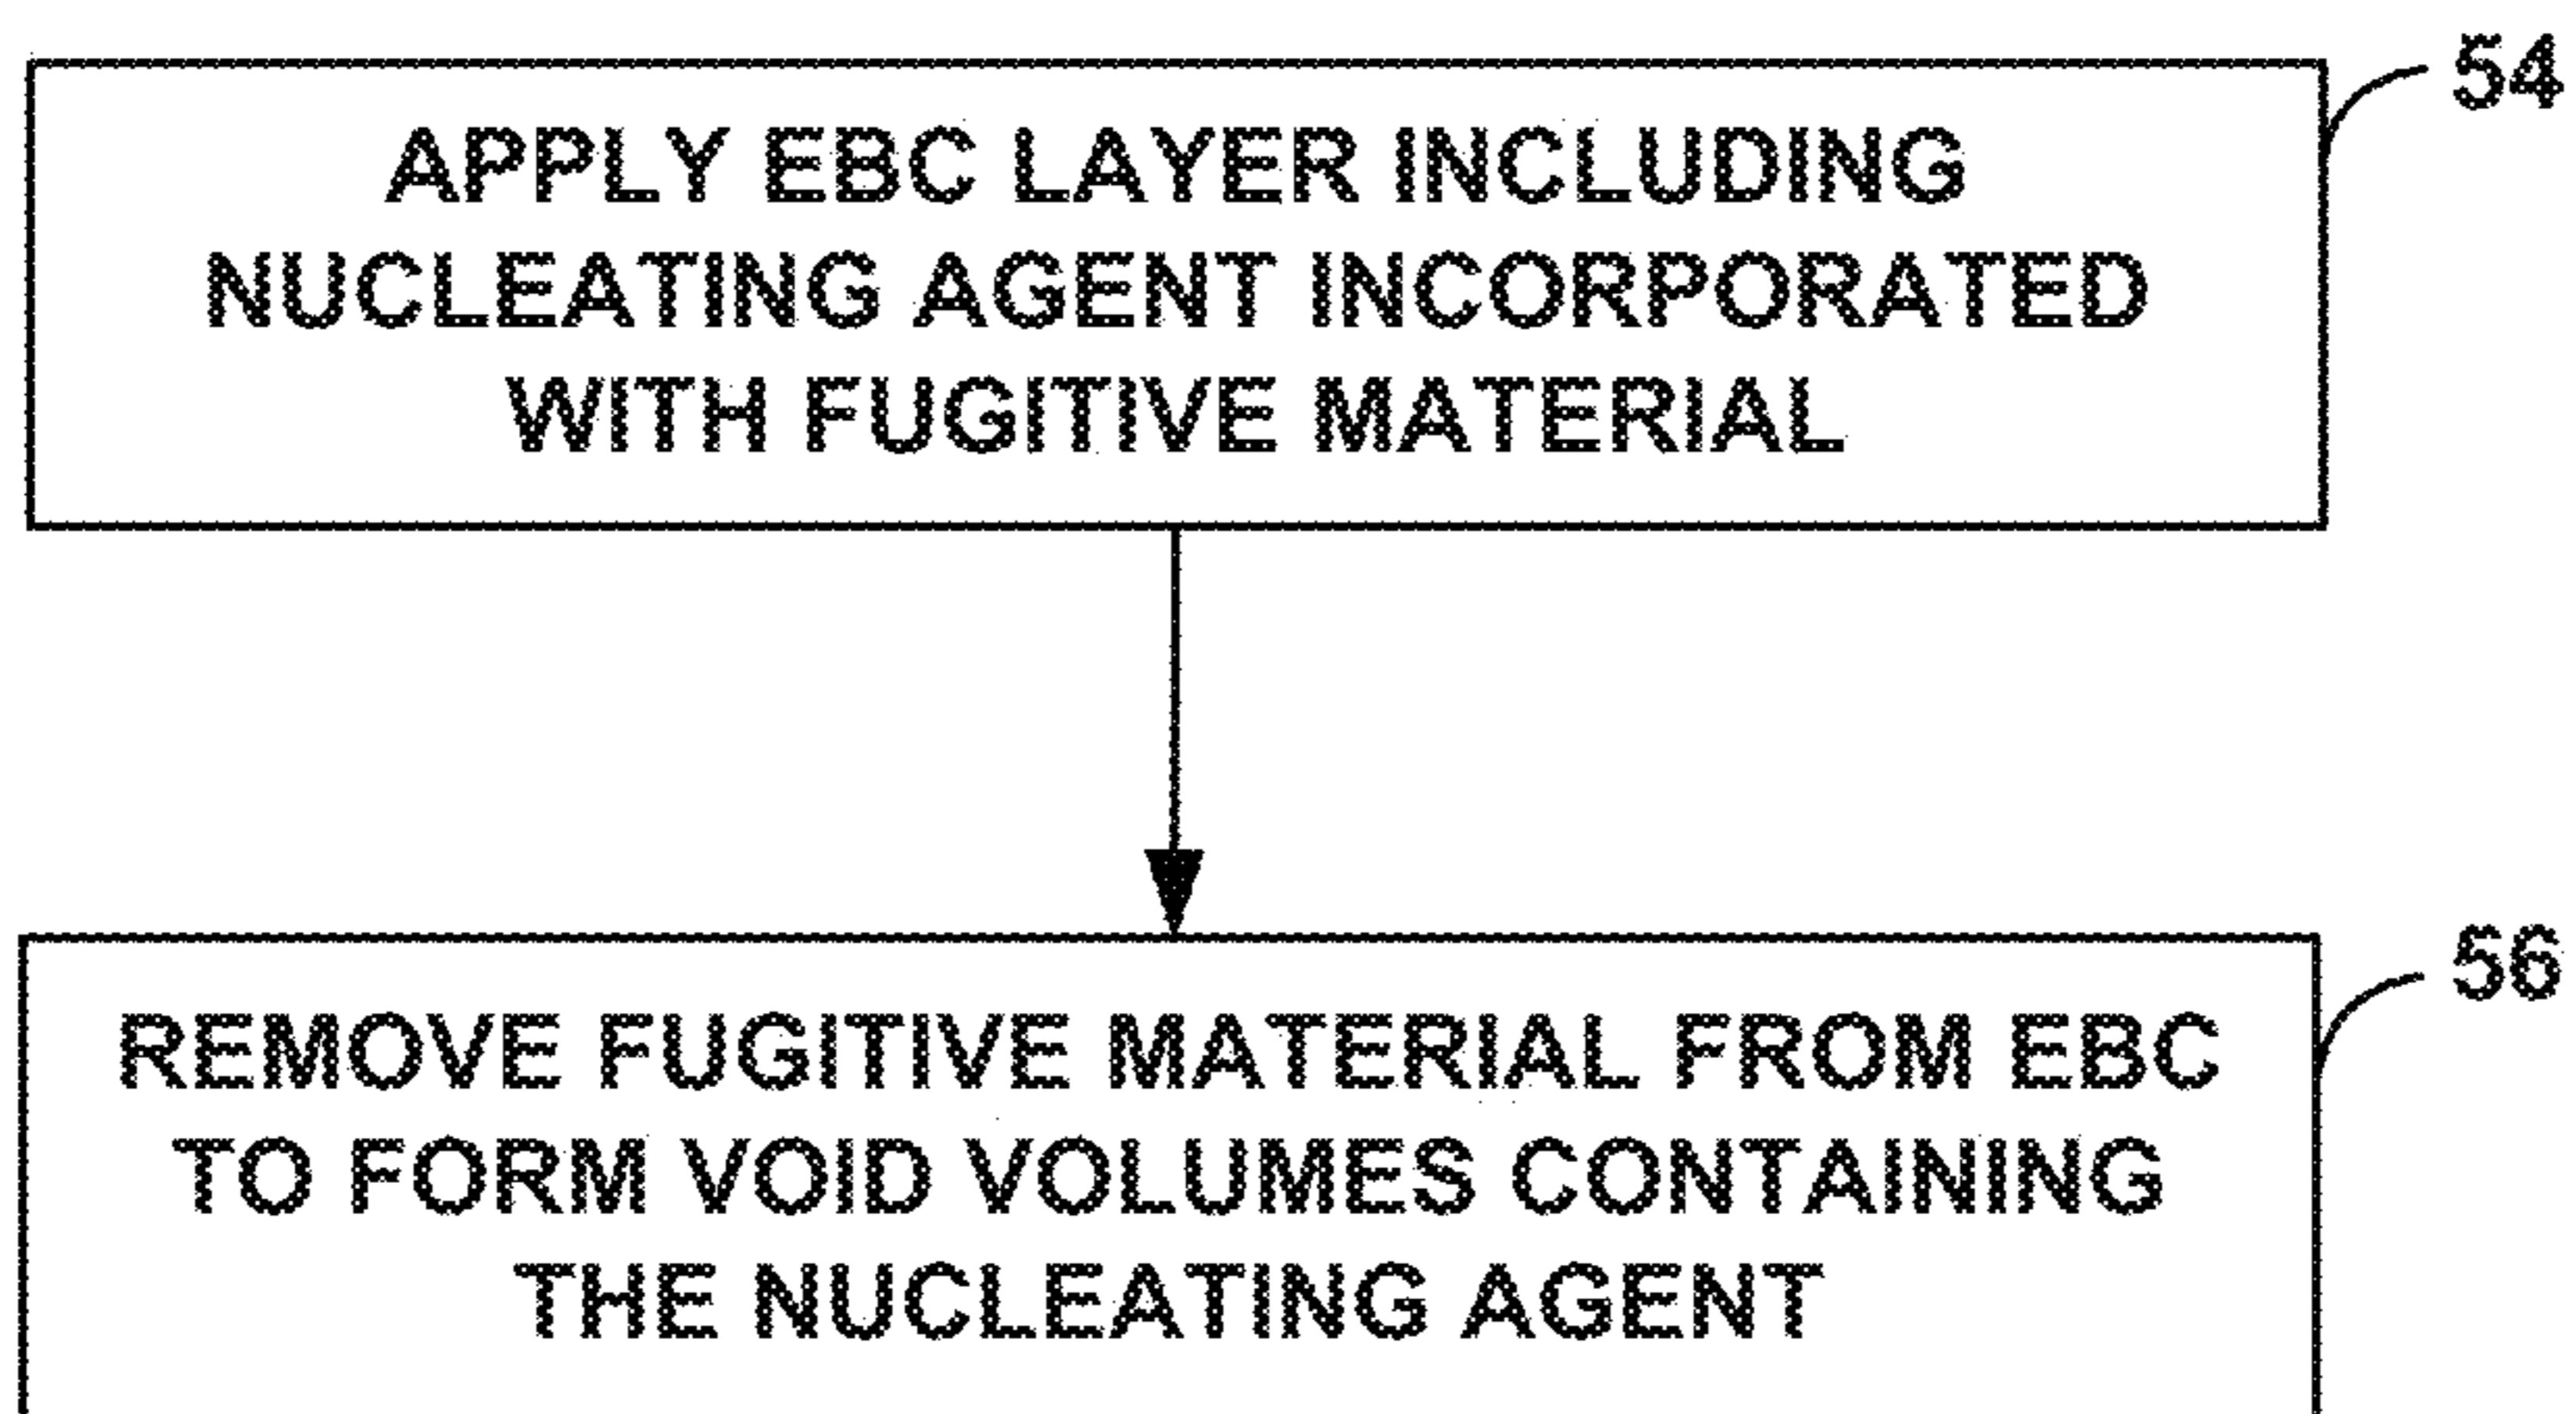 54
APPLY EBC LAYER INCLUDING
NUCLEATING AGENT INCORPORATED
WITH FUGITIVE MATERIAL
56
REMOVE FUGITIVE MATERIAL FROM EBC
TO FORM VOID VOLUMES CONTAINING
THE NUCLEATING AGENT